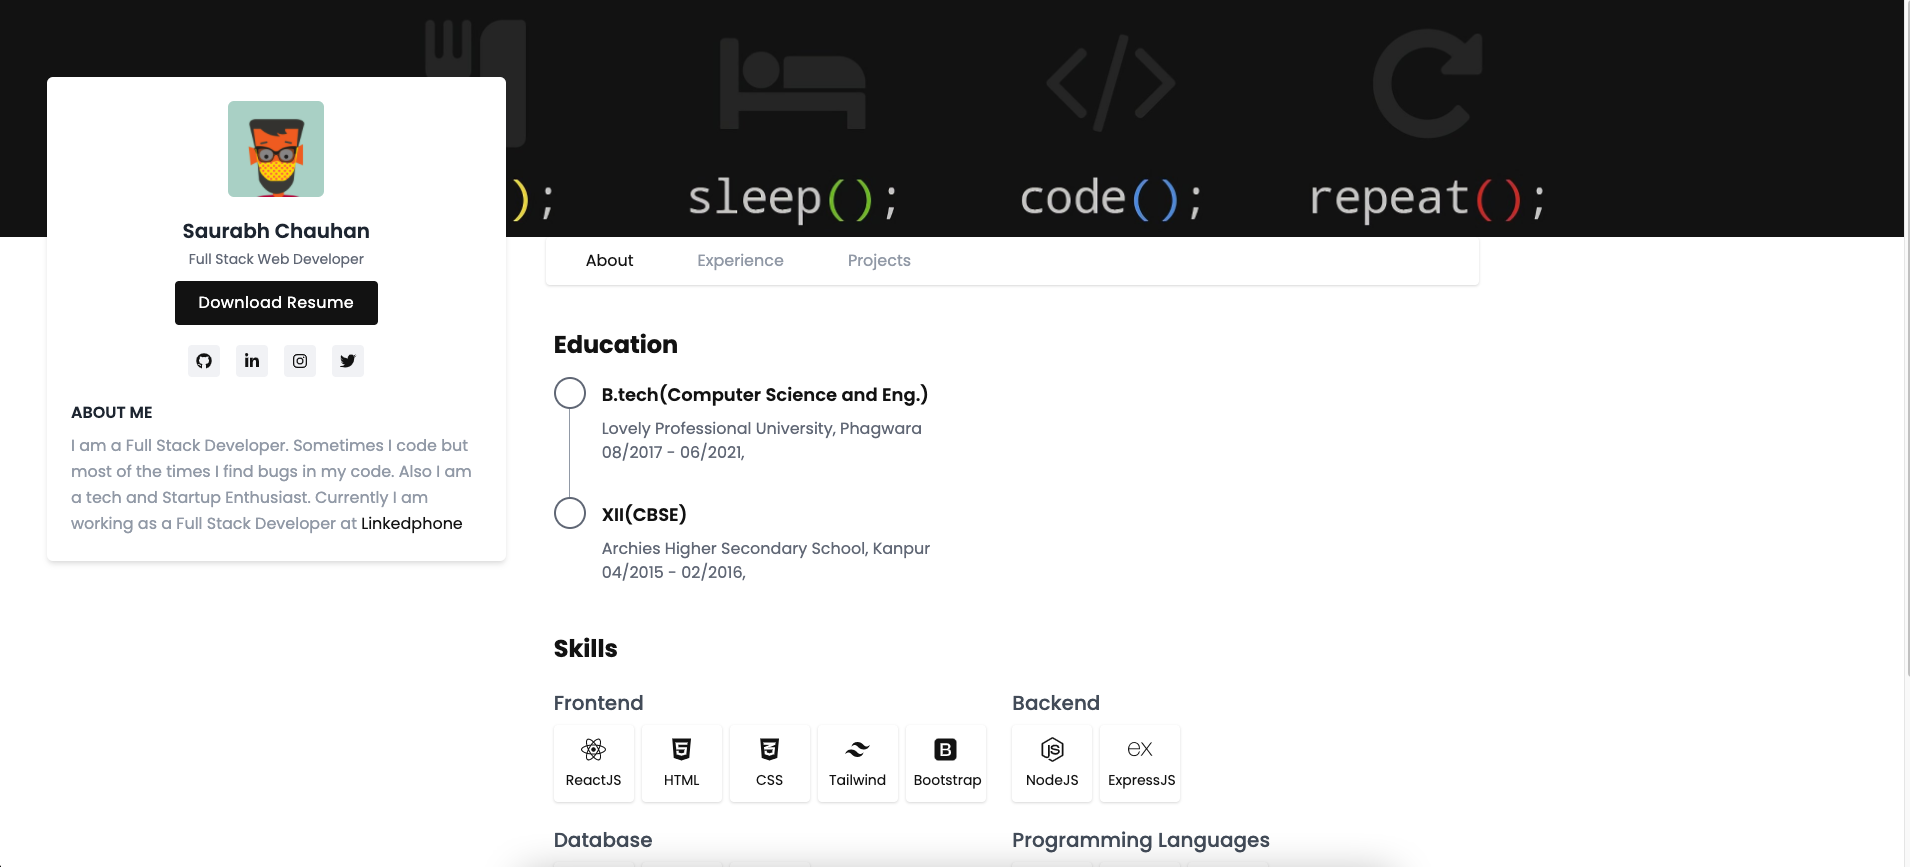 );
sleep();
code();
repeat();
Saurabh Chauhan
Full Stack Web Developer
Download Resume
ABOUT ME
I am a Full Stack Developer. Sometimes I code but
most of the times I find bugs in my code. Also I am
a tech and Startup Enthusiast. Currently I am
working as a Full Stack Developer at Linkedphone
About
Experience
Projects
Education
B.tech(Computer Science and Eng.)
Lovely Professional University, Phagwara
08/2017 - 06/2021,
XII(CBSE)
Archies Higher Secondary School, Kanpur
04/2015 - 02/2016,
Skills
Frontend
ReactJS
HTML
CSS
Tailwind
Bootstrap
Backend
NodeJS
ExpressJS
Database
Programming Languages